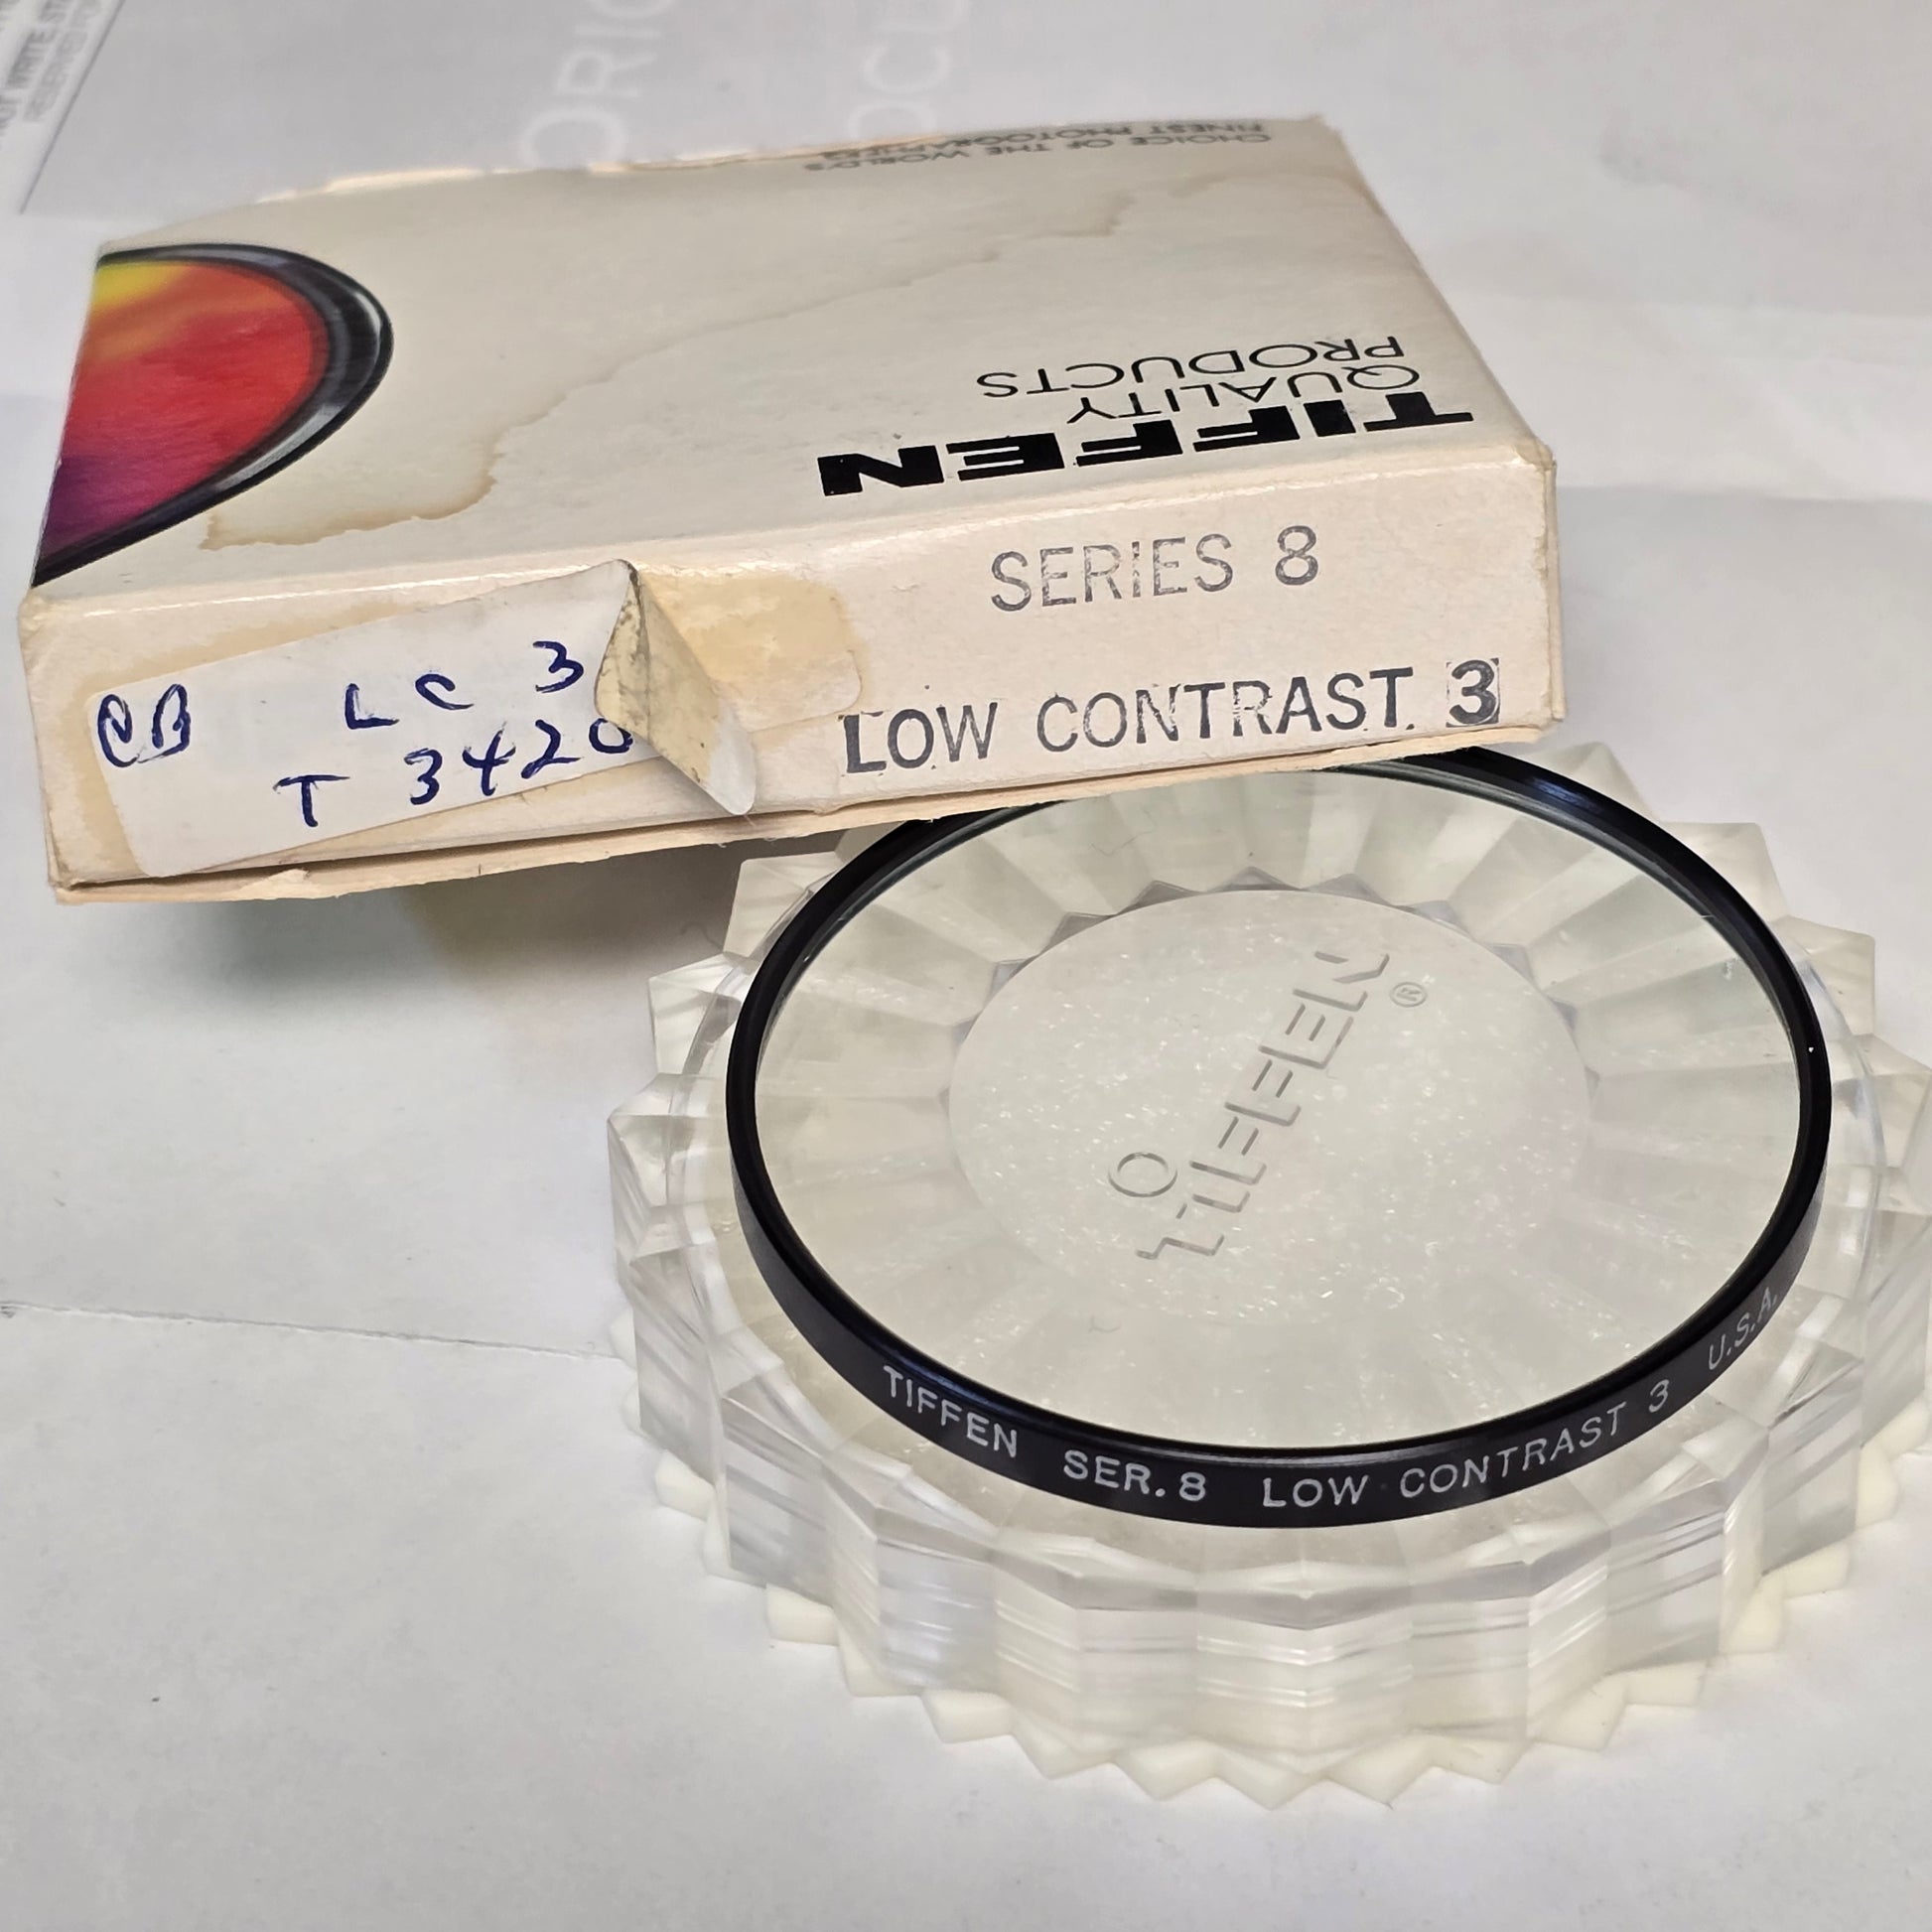 CHOICE OF THE WORLD'S
FINEST PHOTOGRAPHERS
TIFFEN
QUALITY
PRODUCTS
SERIES 8
LOW CONTRAST 3
LC 3
T 3420
TIFFEN®
TIFFEN SER.8 LOW CONTRAST 3 U.S.A.